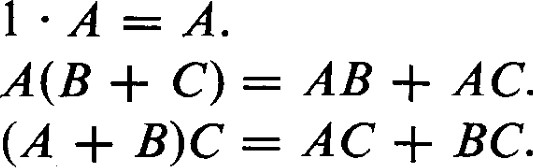 1 · A = A.
A(B + C) = AB + AC.
(A + B)C = AC + BC.